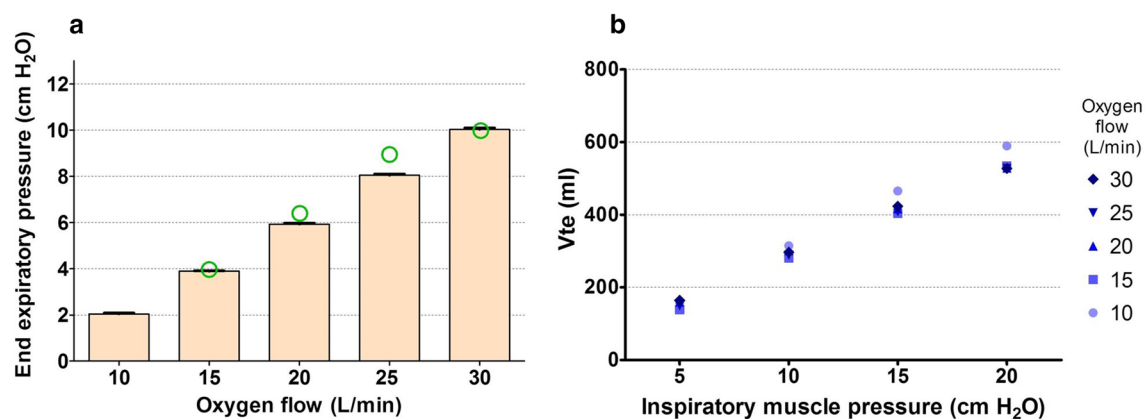 a
End expiratory pressure (cm H₂O)
12
10
8
6
4
2
0
10 15 20 25 30
Oxygen flow (L/min)
b
Vte (ml)
800
600
400
200
0
5 10 15 20
Inspiratory muscle pressure (cm H₂O)
Oxygen
flow
(L/min)
30
25
20
15
10